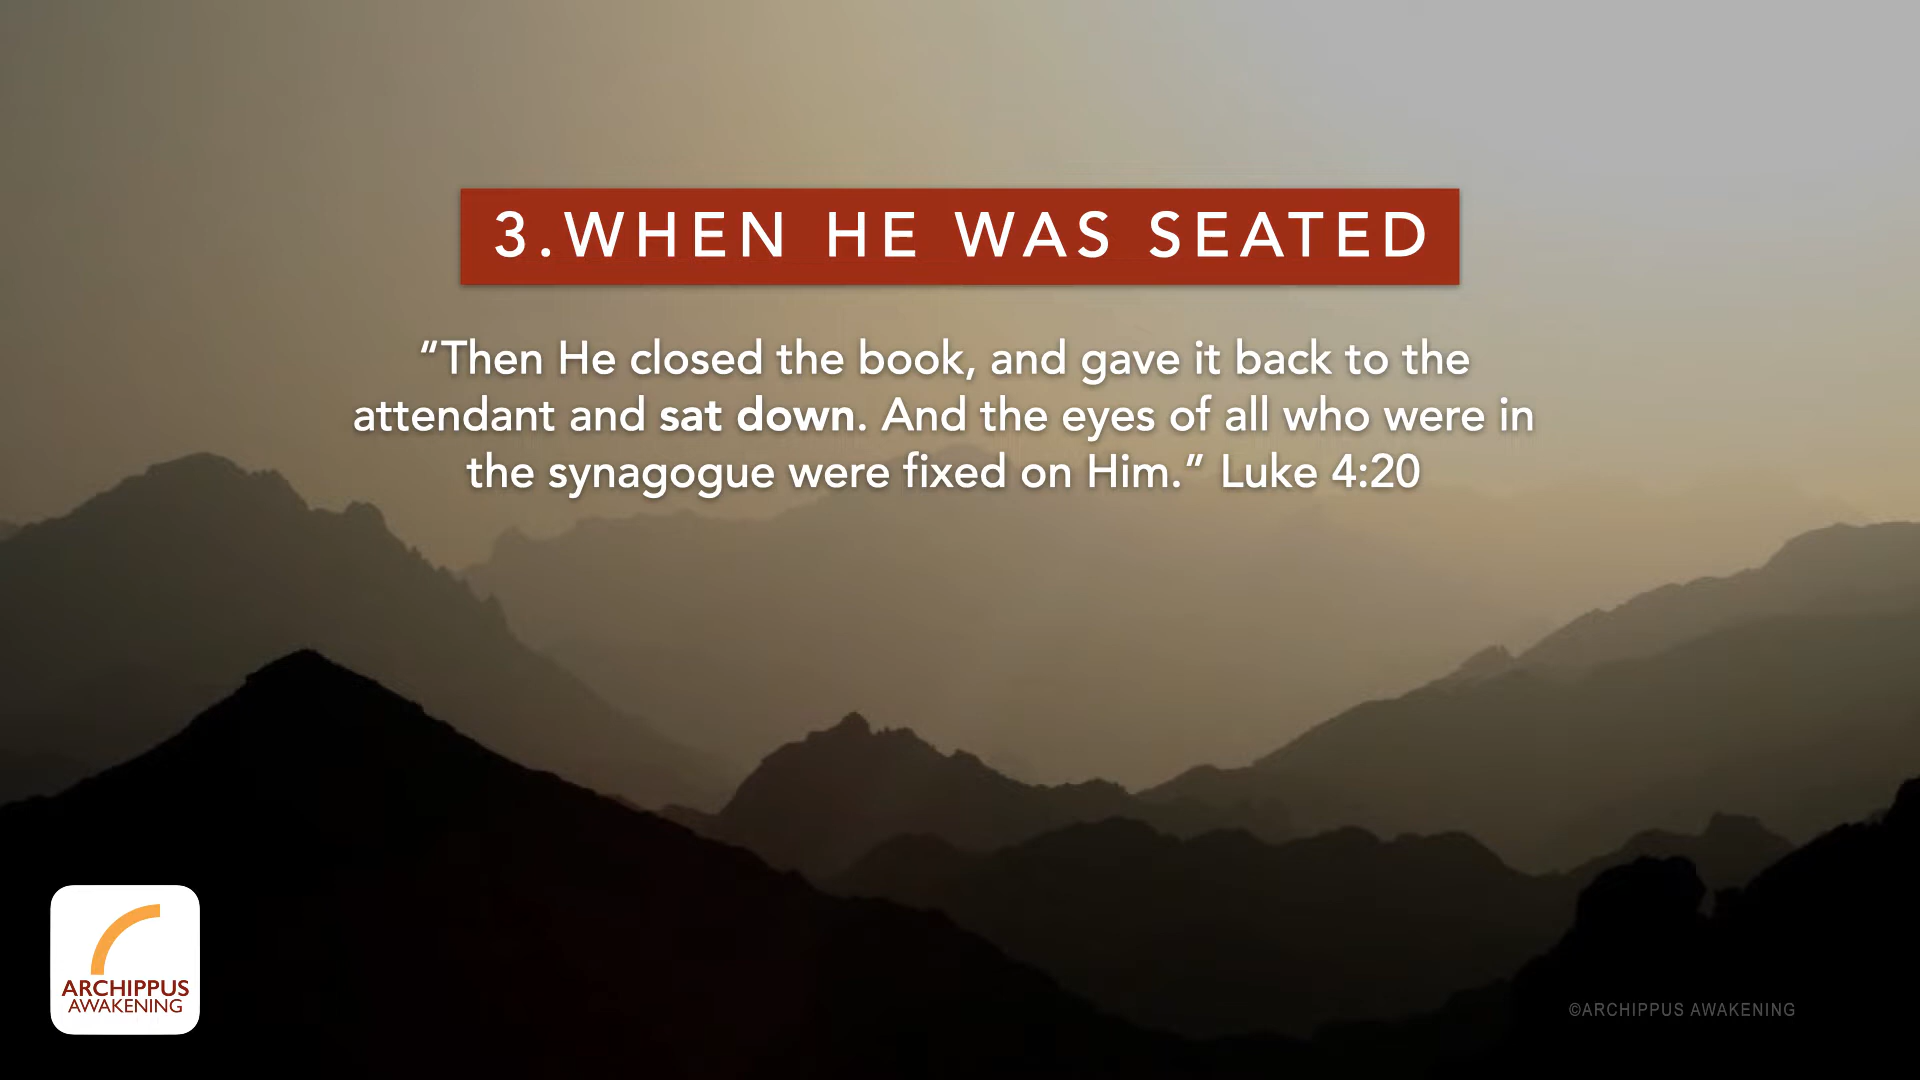 3.WHEN HE WAS SEATED
“Then He closed the book, and gave it back to the
attendant and sat down. And the eyes of all who were in
the synagogue were fixed on Him.” Luke 4:20
ARCHIPPUS
AWAKENING
©ARCHIPPUS AWAKENING